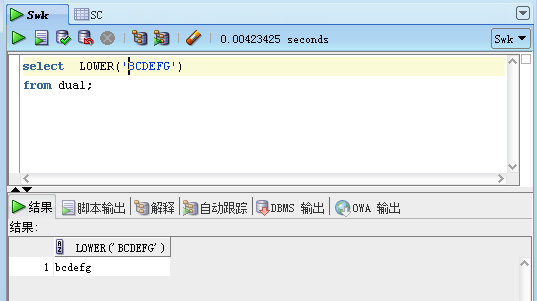 Swk SC
0.00423425 seconds Swk
select LOWER('BCDEFG')
from dual;
结果 脚本输出 解释 自动跟踪 DBMS 输出 OWA 输出
结果:
LOWER('BCDEFG')
1 bcdefg